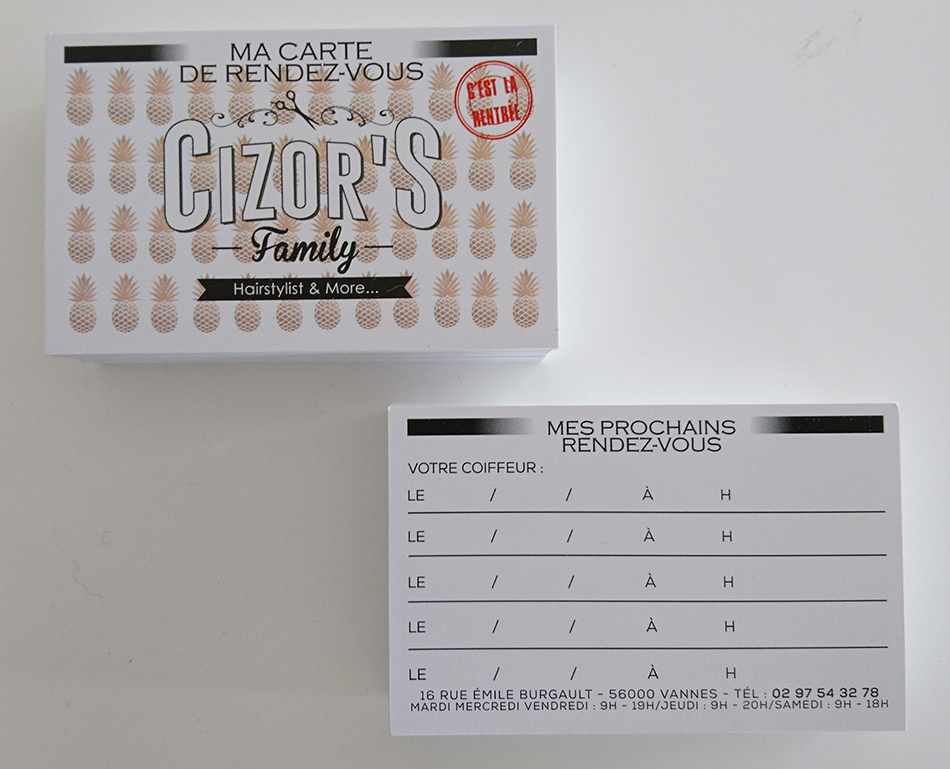 MA CARTE
DE RENDEZ-VOUS
C'EST LA
RENTRÉE
CIZOR'S
Family
Hairstylist & More...
MES PROCHAINS
RENDEZ-VOUS
VOTRE COIFFEUR :
LE / / À H
LE / / À H
LE / / À H
LE / / À H
LE / / À H
16 RUE ÉMILE BURGAULT - 56000 VANNES - TÉL : 02 97 54 32 78
MARDI MERCREDI VENDREDI : 9H - 19H/JEUDI : 9H - 20H/SAMEDI : 9H - 18H